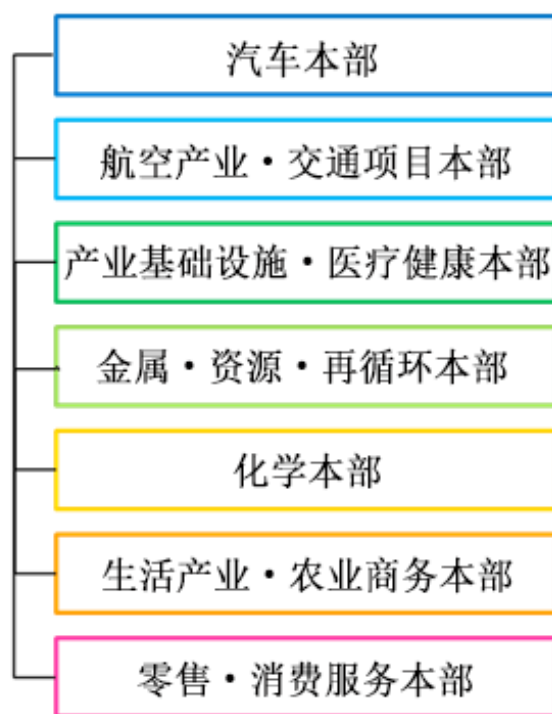 汽车本部
航空产业・交通项目本部
产业基础设施・医疗健康本部
金属・资源・再循环本部
化学本部
生活产业・农业商务本部
零售・消费服务本部